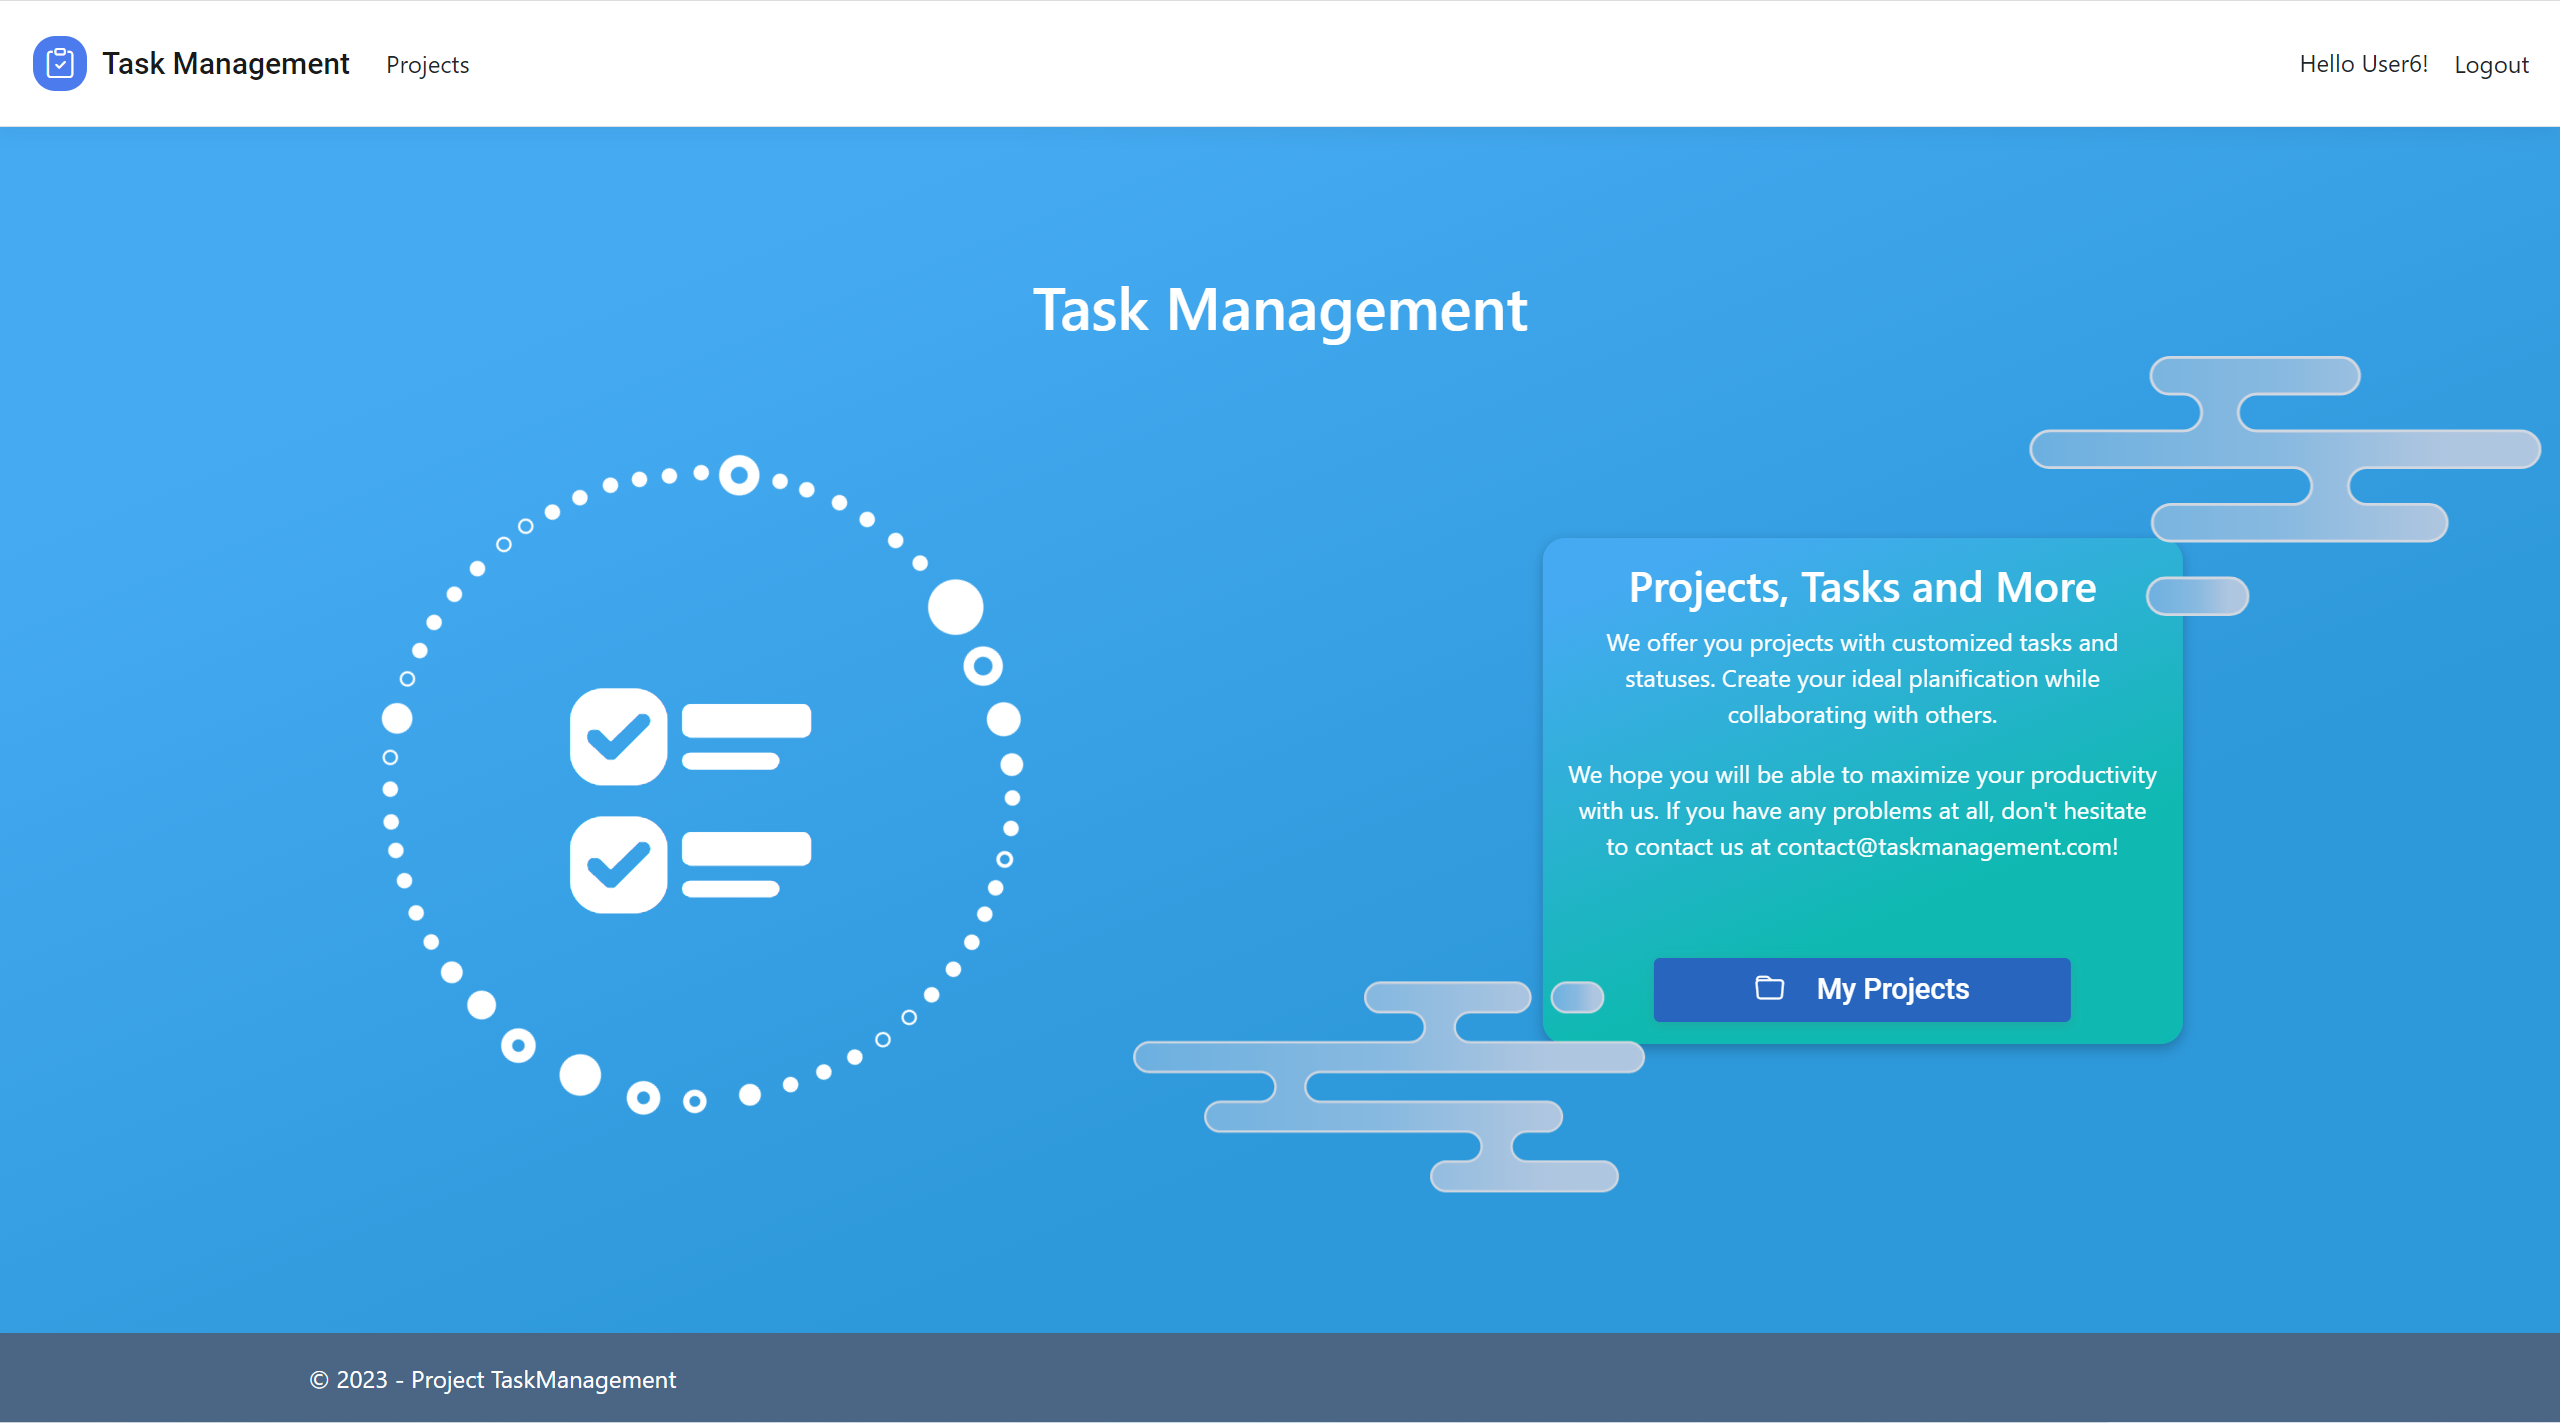 Task Management
Projects
Hello User6!
Logout
Task Management
Projects, Tasks and More
We offer you projects with customized tasks and
statuses. Create your ideal planification while
collaborating with others.
We hope you will be able to maximize your productivity
with us. If you have any problems at all, don't hesitate
to contact us at contact@taskmanagement.com!
My Projects
© 2023 - Project TaskManagement